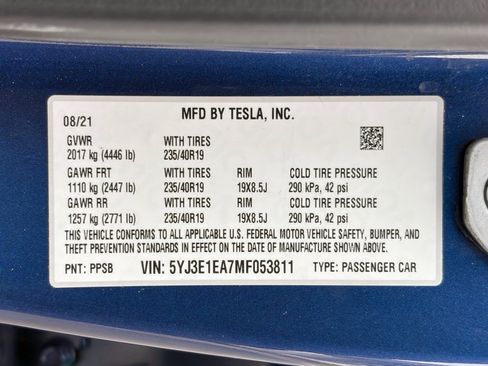 MFD BY TESLA, INC.
08/21
GVWR WITH TIRES
2017 kg (4446 lb) 235/40R19
GAWR FRT WITH TIRES RIM COLD TIRE PRESSURE
1110 kg (2447 lb) 235/40R19 19X8.5J 290 kPa, 42 psi
GAWR RR WITH TIRES RIM COLD TIRE PRESSURE
1257 kg (2771 lb) 235/40R19 19X8.5J 290 kPa, 42 psi
THIS VEHICLE CONFORMS TO ALL APPLICABLE U.S. FEDERAL MOTOR VEHICLE SAFETY, BUMPER, AND
THEFT PREVENTION STANDARDS IN EFFECT ON THE DATE OF MANUFACTURE SHOWN ABOVE.
PNT: PPSB VIN: 5YJ3E1EA7MF053811 TYPE: PASSENGER CAR